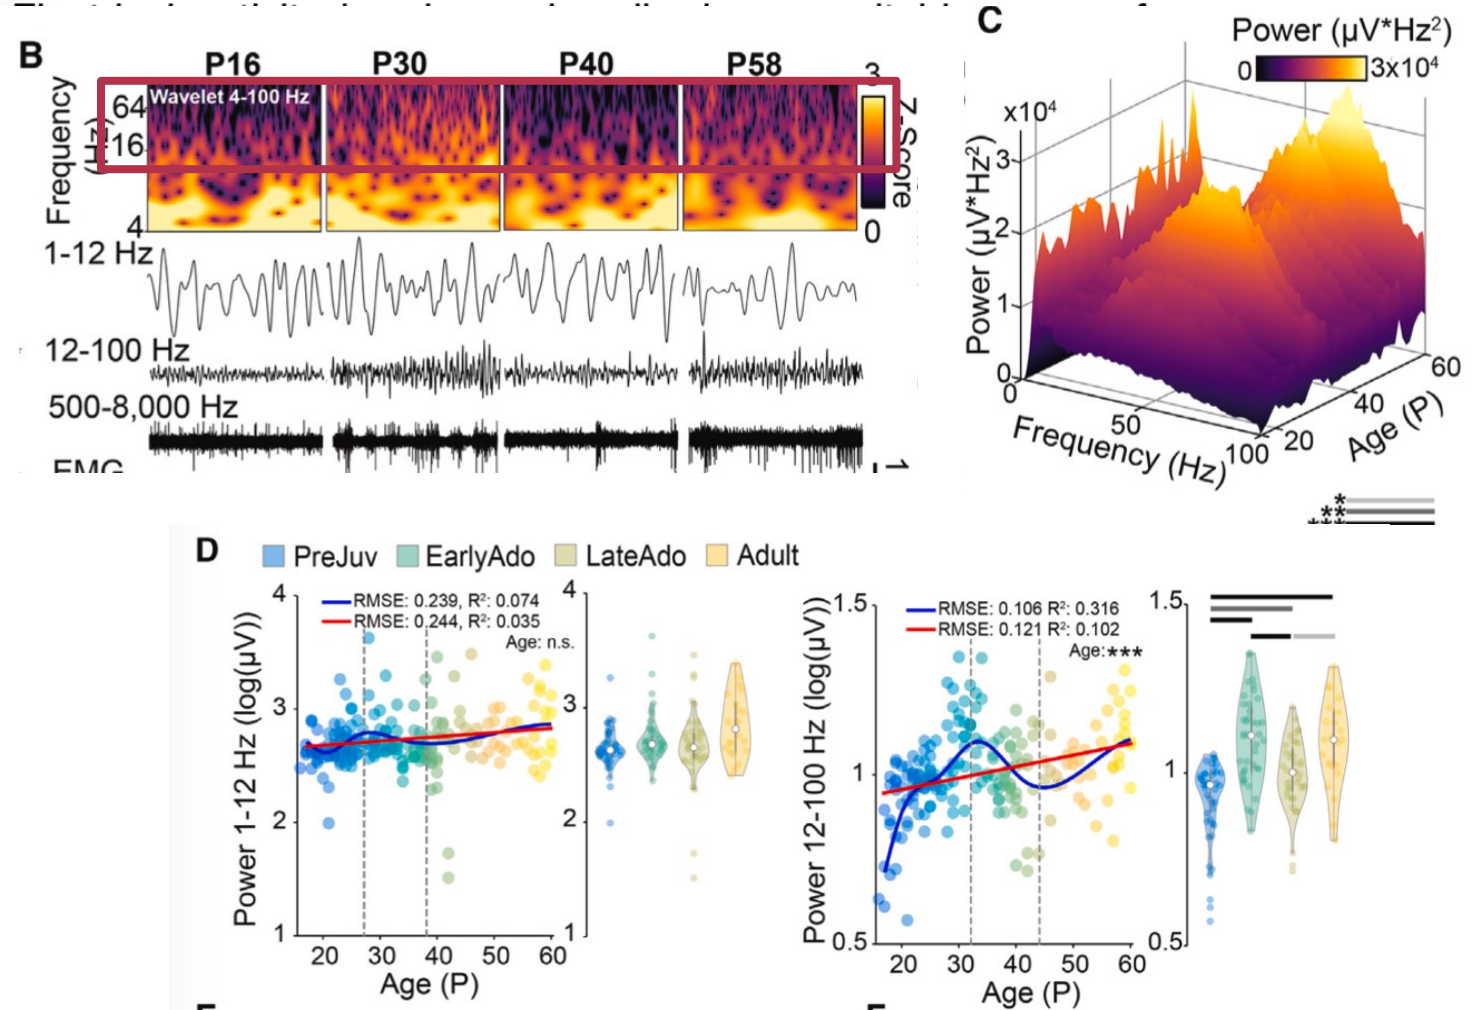 B
P16
P30
P40
P58
Frequency
(Hz)
64
16
4
Wavelet 4-100 Hz
3
Z-Score
0
1-12 Hz
12-100 Hz
500-8,000 Hz
EMG
1
C
Power (μV*Hz²)
0
3x10⁴
x10⁴
Power (μV*Hz²)
3
2
1
0
0
50
100
Frequency (Hz)
20
40
60
Age (P)
*
**
***
D
PreJuv
EarlyAdo
LateAdo
Adult
Power 1-12 Hz (log(μV))
4
3
2
1
RMSE: 0.239, R²: 0.074
RMSE: 0.244, R²: 0.035
Age: n.s.
20 30 40 50 60
Age (P)
4
3
2
1
Power 12-100 Hz (log(μV))
1.5
1
0.5
RMSE: 0.106 R²: 0.316
RMSE: 0.121 R²: 0.102
Age:***
20 30 40 50 60
Age (P)
1.5
1
0.5